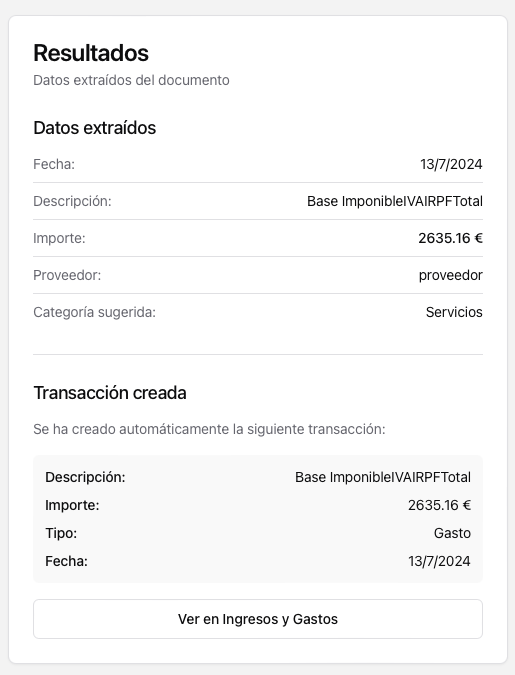 Resultados
Datos extraídos del documento
Datos extraídos
Fecha: 13/7/2024
Descripción: Base ImponibleIVAIRPFTotal
Importe: 2635.16 €
Proveedor: proveedor
Categoría sugerida: Servicios
Transacción creada
Se ha creado automáticamente la siguiente transacción:
Descripción: Base ImponibleIVAIRPFTotal
Importe: 2635.16 €
Tipo: Gasto
Fecha: 13/7/2024
Ver en Ingresos y Gastos